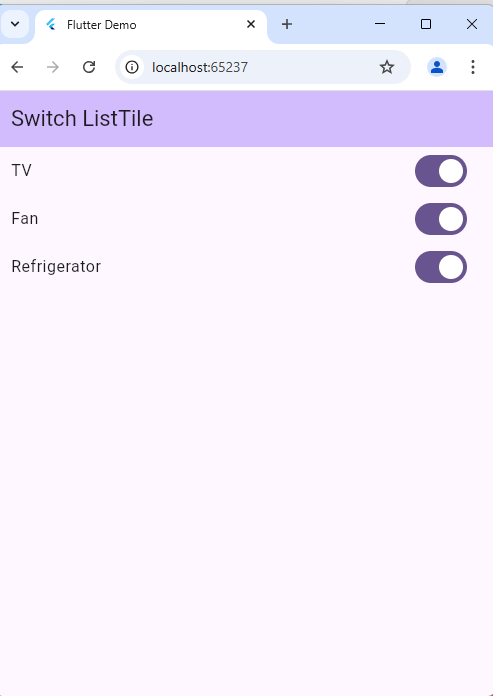 Flutter Demo
localhost:65237
Switch ListTile
TV
Fan
Refrigerator